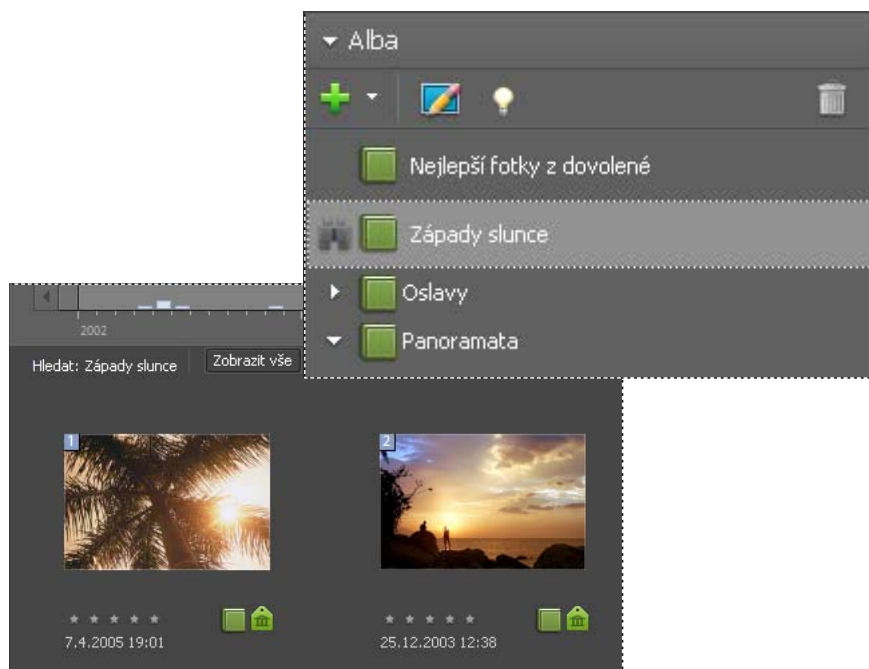 Alba
Nejlepší fotky z dovolené
Západy slunce
Oslavy
Panoramata
2002
Hledat: Západy slunce Zobrazit vše
1 2
7.4.2005 19:01 25.12.2003 12:38